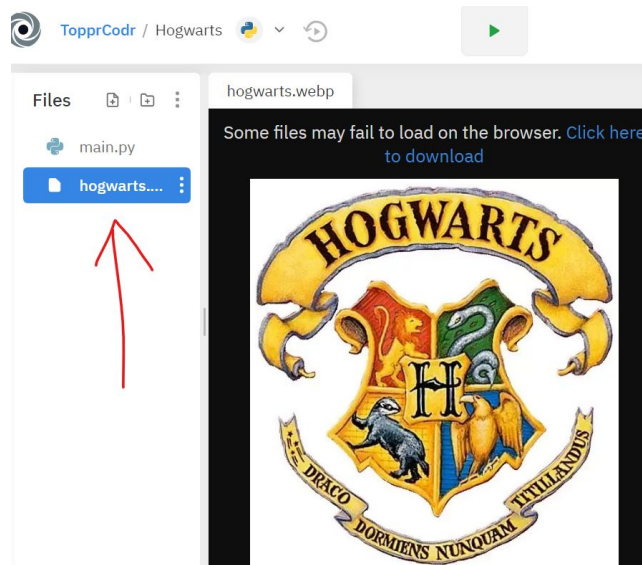 TopprCodr / Hogwarts
Files
hogwarts.webp
main.py
hogwarts....
Some files may fail to load on the browser. Click here
to download
HOGWARTS
H
DRACO
DORMIENS NUNQUAM
TITILLANDUS